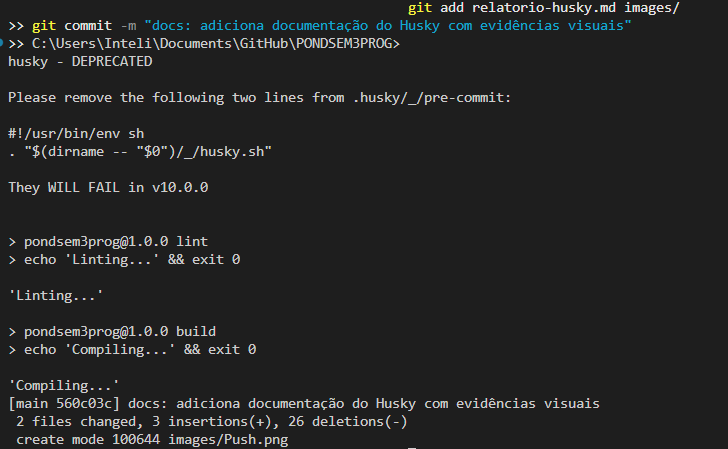 git add relatorio-husky.md images/
>> git commit -m "docs: adiciona documentação do Husky com evidências visuais"
>> C:\Users\Inteli\Documents\GitHub\PONDSEM3PROG>
husky - DEPRECATED
Please remove the following two lines from .husky/_/pre-commit:
#!/usr/bin/env sh
. "$(dirname -- "$0")/_/husky.sh"
They WILL FAIL in v10.0.0
> pondsem3prog@1.0.0 lint
> echo 'Linting...' && exit 0
'Linting...'
> pondsem3prog@1.0.0 build
> echo 'Compiling...' && exit 0
'Compiling...'
[main 560c03c] docs: adiciona documentação do Husky com evidências visuais
 2 files changed, 3 insertions(+), 26 deletions(-)
 create mode 100644 images/Push.png